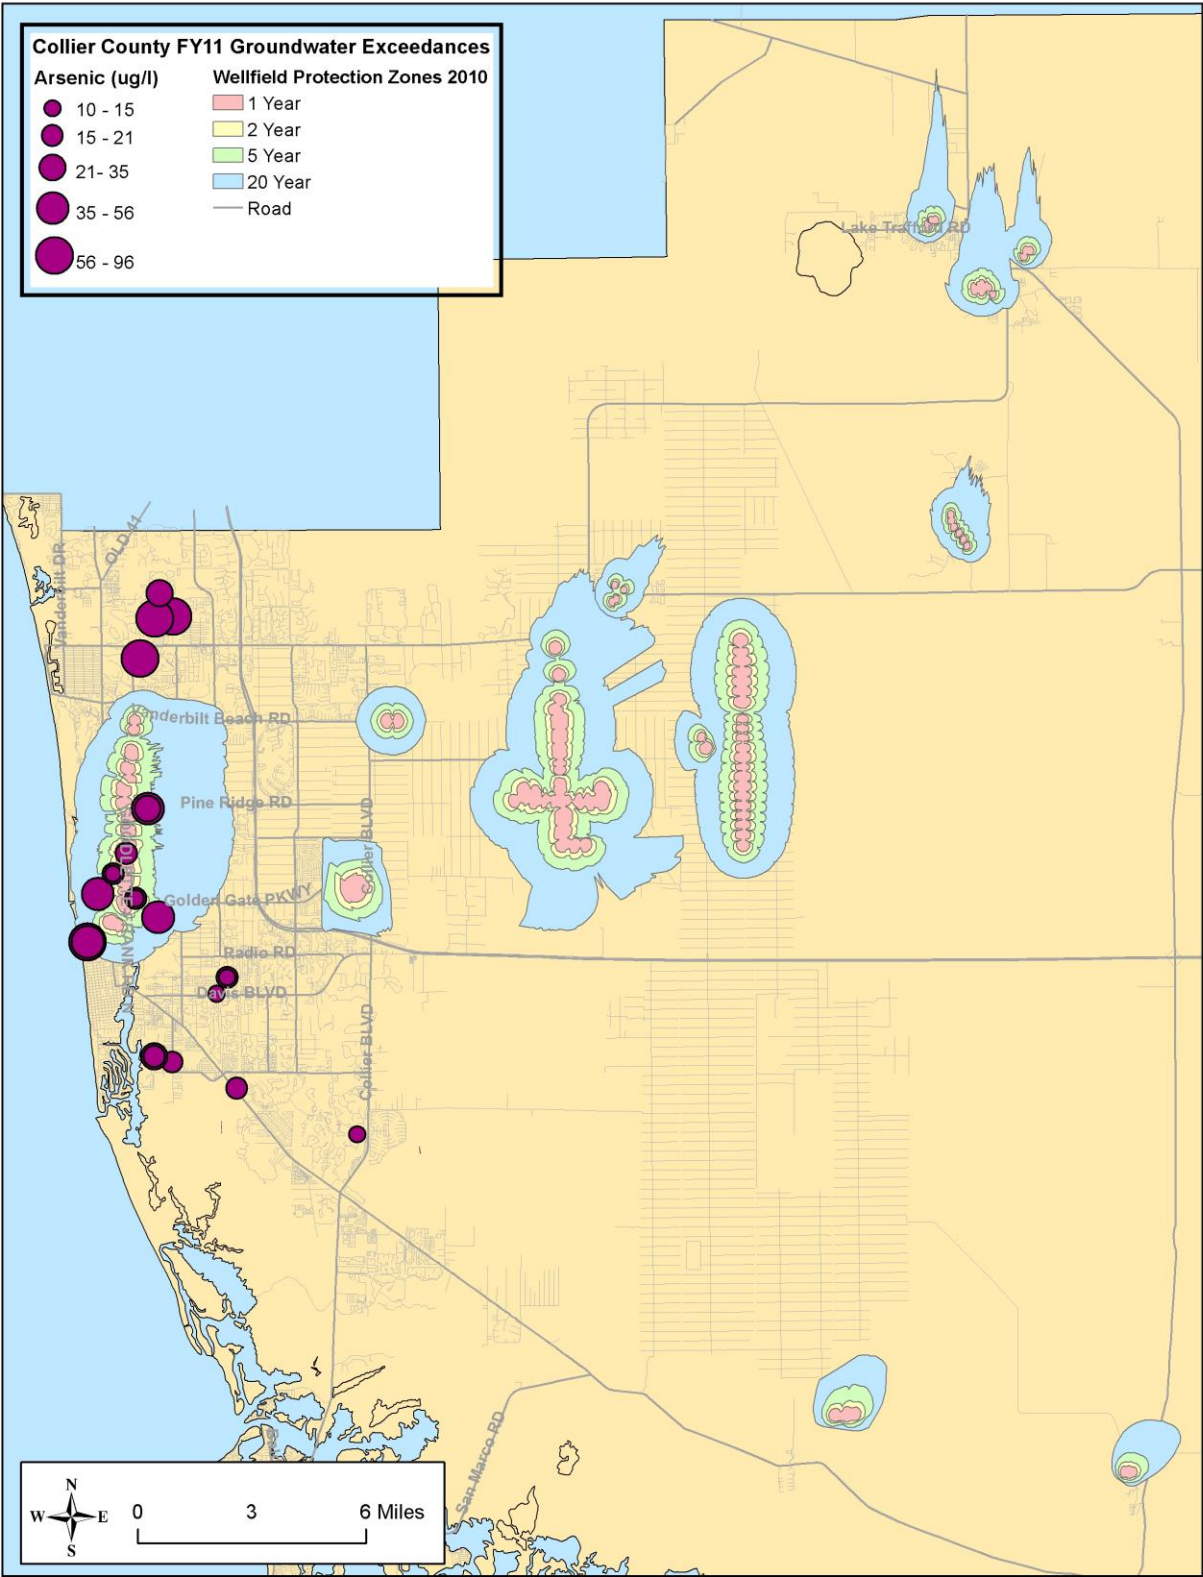 Collier County FY11 Groundwater Exceedances
Arsenic (ug/l)
10 - 15
15 - 21
21- 35
35 - 56
56 - 96
Wellfield Protection Zones 2010
1 Year
2 Year
5 Year
20 Year
Road
Lake Trafford RD
OLD 41
Vanderbilt DR
Vanderbilt Beach RD
Pine Ridge RD
Collier BLVD
Golden Gate PKWY
Radio RD
Davis BLVD
Collier BLVD
San Marco RD
N
W E
S
0 3 6 Miles